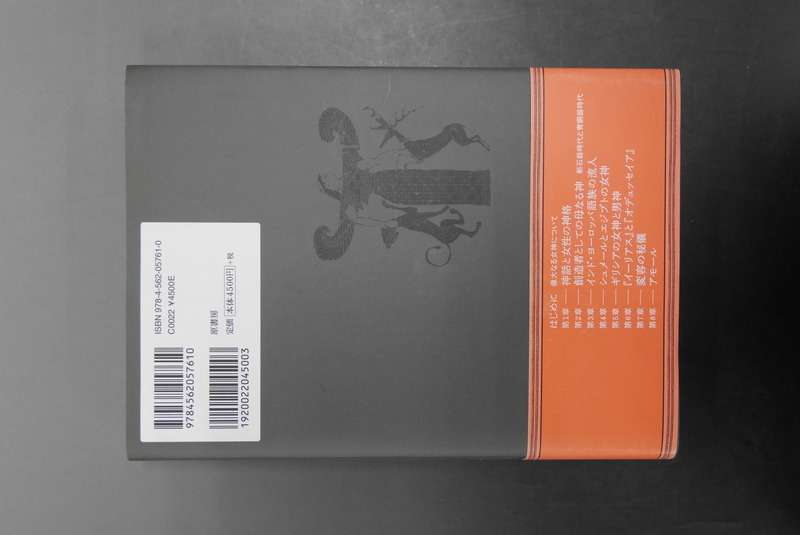 はじめに 偉大なる女神について
第1章──神話と女性の神格
第2章──創造者としての母なる神 新石器時代と青銅器時代
第3章──インド・ヨーロッパ語族の流入
第4章──シュメールとエジプトの女神
第5章──ギリシアの女神と男神
第6章──『イーリアス』と『オデュッセイア』
第7章──変容の秘儀
第8章──アモール
ISBN 978-4-562-05761-0
C0022 ¥4500E
原書房
定価 本体4500円 +税
9784562057610
1920022045003